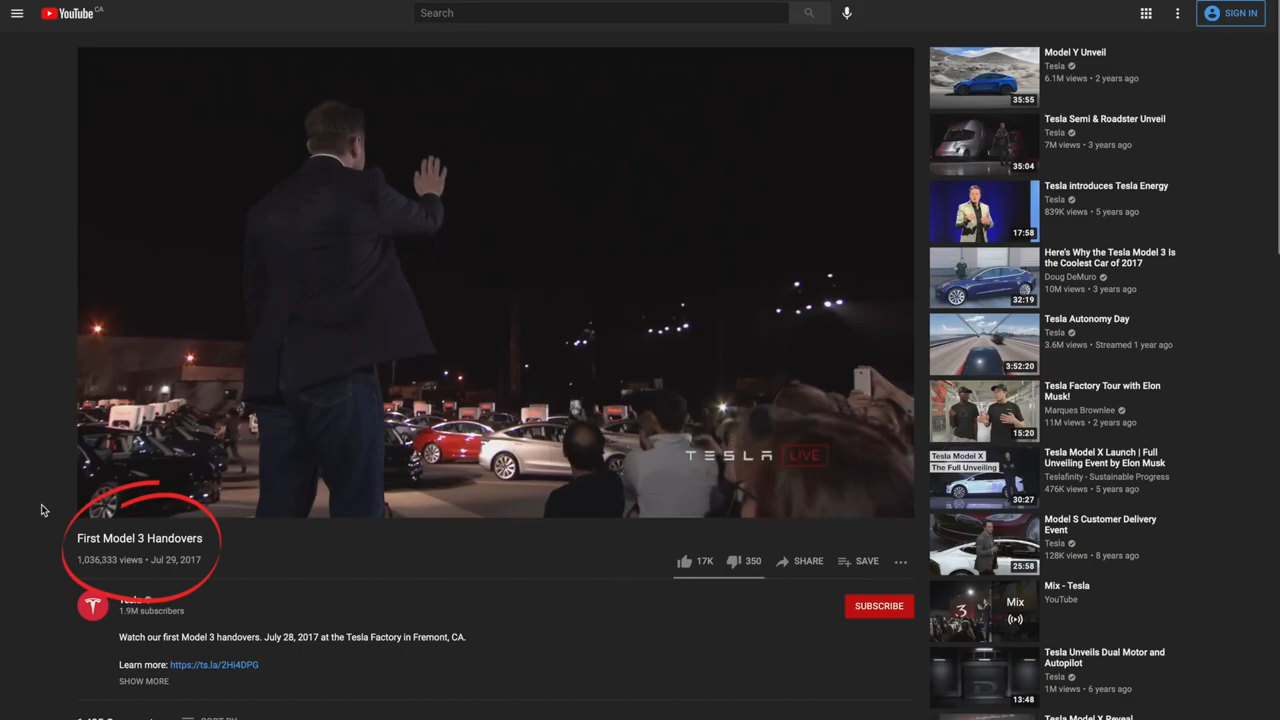 YouTube CA
Search
SIGN IN
TESLA LIVE
First Model 3 Handovers
1,036,333 views • Jul 29, 2017
17K
350
SHARE
SAVE
Tesla
1.9M subscribers
SUBSCRIBE
Watch our first Model 3 handovers. July 28, 2017 at the Tesla Factory in Fremont, CA.
Learn more: https://ts.la/2Hi4DPG
SHOW MORE
SORT BY
35:55
Model Y Unveil
Tesla
6.1M views • 2 years ago
35:04
Tesla Semi & Roadster Unveil
Tesla
7M views • 3 years ago
17:58
Tesla introduces Tesla Energy
Tesla
839K views • 5 years ago
32:19
Here's Why the Tesla Model 3 Is
the Coolest Car of 2017
Doug DeMuro
10M views • 3 years ago
3:52:20
Tesla Autonomy Day
Tesla
3.6M views • Streamed 1 year ago
15:20
Tesla Factory Tour with Elon
Musk!
Marques Brownlee
11M views • 2 years ago
Tesla Model X
The Full Unveiling
30:27
Tesla Model X Launch | Full
Unveiling Event by Elon Musk
Teslafinity - Sustainable Progress
476K views • 5 years ago
25:58
Model S Customer Delivery
Event
Tesla
128K views • 8 years ago
3
Mix
Mix - Tesla
YouTube
13:48
Tesla Unveils Dual Motor and
Autopilot
Tesla
1M views • 6 years ago
Tesla Model X Reveal